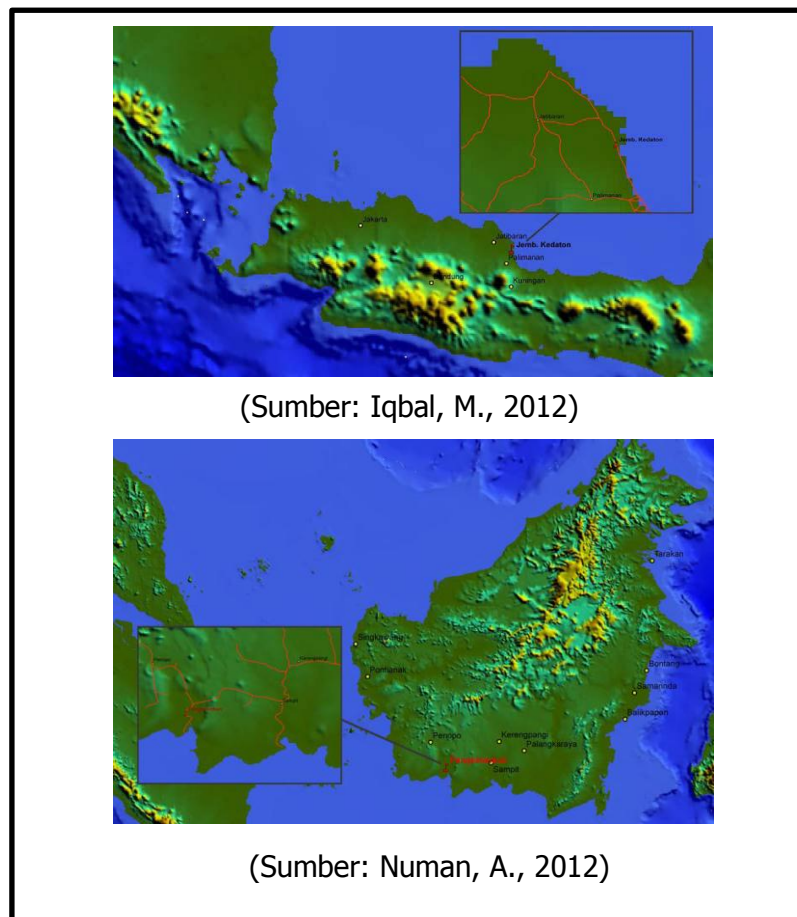 Jatibaran
Jemb. Kedaton
Palimanan
Jakarta
Jatibaran
Jemb. Kedaton
Palimanan
Bandung
Kuningan
(Sumber: Iqbal, M., 2012)
Tarakan
Singkawang
Pontianak
Bontang
Samarinda
Balikpapan
Kerengpangi
Palangkaraya
Sampit
(Sumber: Numan, A., 2012)